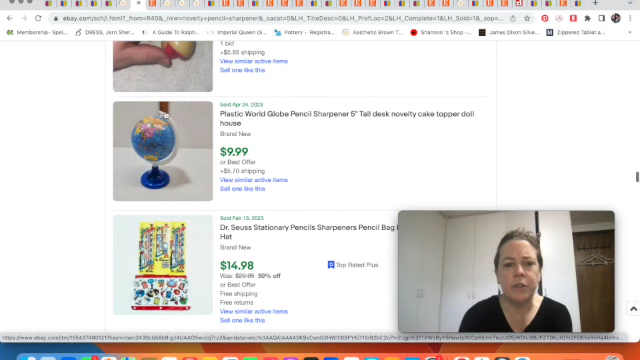 ebay.com/sch/i.html?_from=R40&_nkw=novelty+pencil+sharpener&_sacat=0&LH_TitleDesc=0&LH_PrefLoc=2&LH_Complete=1&LH_Sold=1&_sop=...
Membership - Spel...
DRESS, Jerri Sher...
A Guide To Ralph...
Imperial Queen (S...
Pottery - Registra...
Aesthetic Brown T...
Shannon 's Shop -...
James Dixon Silve...
Zippered Tablet a...
1 bid
+$5.85 shipping
View similar active items
Sell one like this
Sold Apr 24, 2023
Plastic World Globe Pencil Sharpener 5" Tall desk novelty cake topper doll
house
Brand New
$9.99
or Best Offer
+$5.70 shipping
View similar active items
Sell one like this
Sold Feb 13, 2023
Dr. Seuss Stationary Pencils Sharpeners Pencil Bag
Hat
Brand New
$14.98
Top Rated Plus
Was: $29.95 50% off
or Best Offer
Free shipping
Free returns
View similar active items
Sell one like this